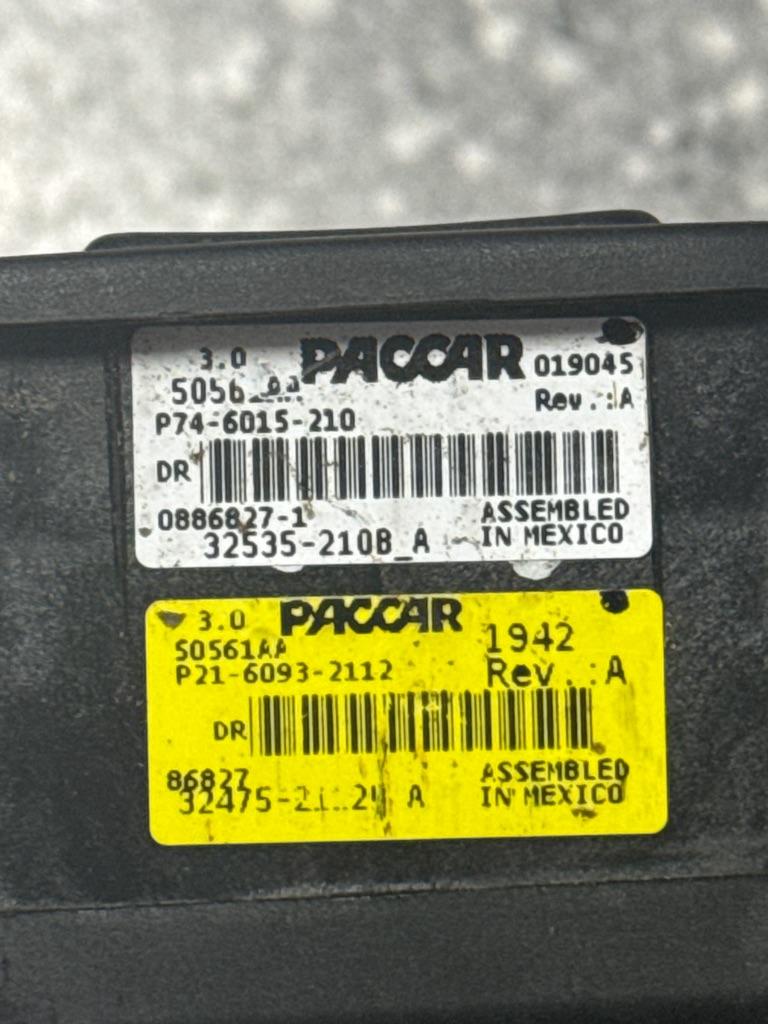 3.0 PACCAR 019045
Rev.:A
P74-6015-210
DR
0886827-1 ASSEMBLED
32535-210B_A IN MEXICO
3.0 PACCAR 1942
50561AA
P21-6093-2112 Rev.:A
DR
86827 ASSEMBLED
A IN MEXICO